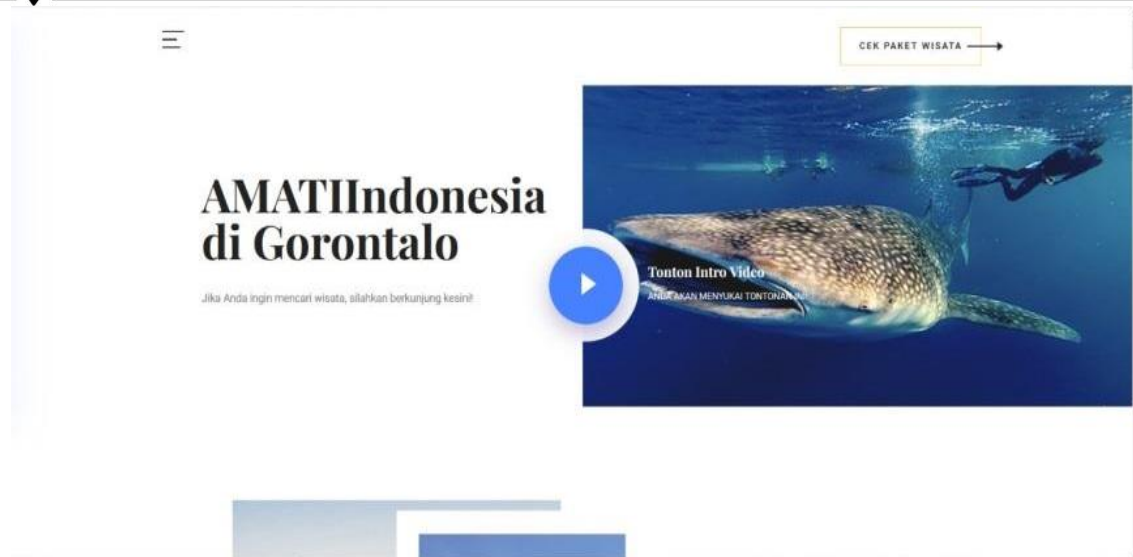 CEK PAKET WISATA
AMATIIndonesia
di Gorontalo
Jika Anda ingin mencari wisata, silahkan berkunjung kesini!
Tonton Intro Video
ANDA AKAN MENYUKAI TONTONAN INI